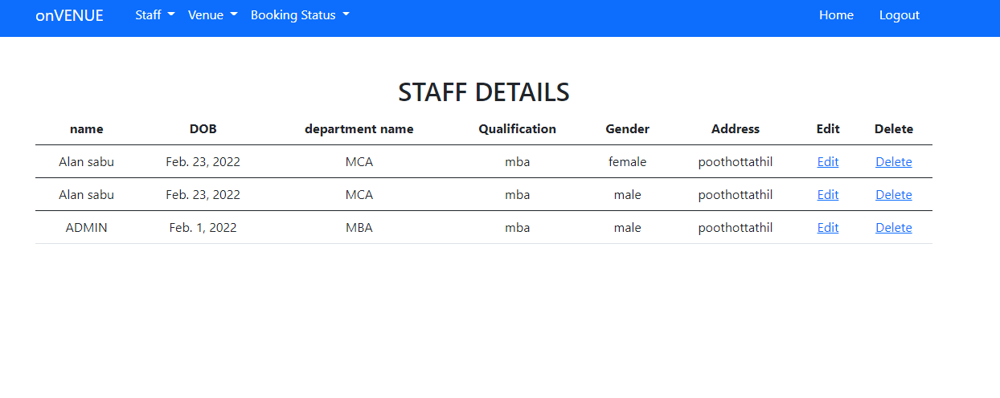 onVENUE Staff Venue Booking Status Home Logout
STAFF DETAILS
name DOB department name Qualification Gender Address Edit Delete
Alan sabu Feb. 23, 2022 MCA mba female poothottathil Edit Delete
Alan sabu Feb. 23, 2022 MCA mba male poothottathil Edit Delete
ADMIN Feb. 1, 2022 MBA mba male poothottathil Edit Delete